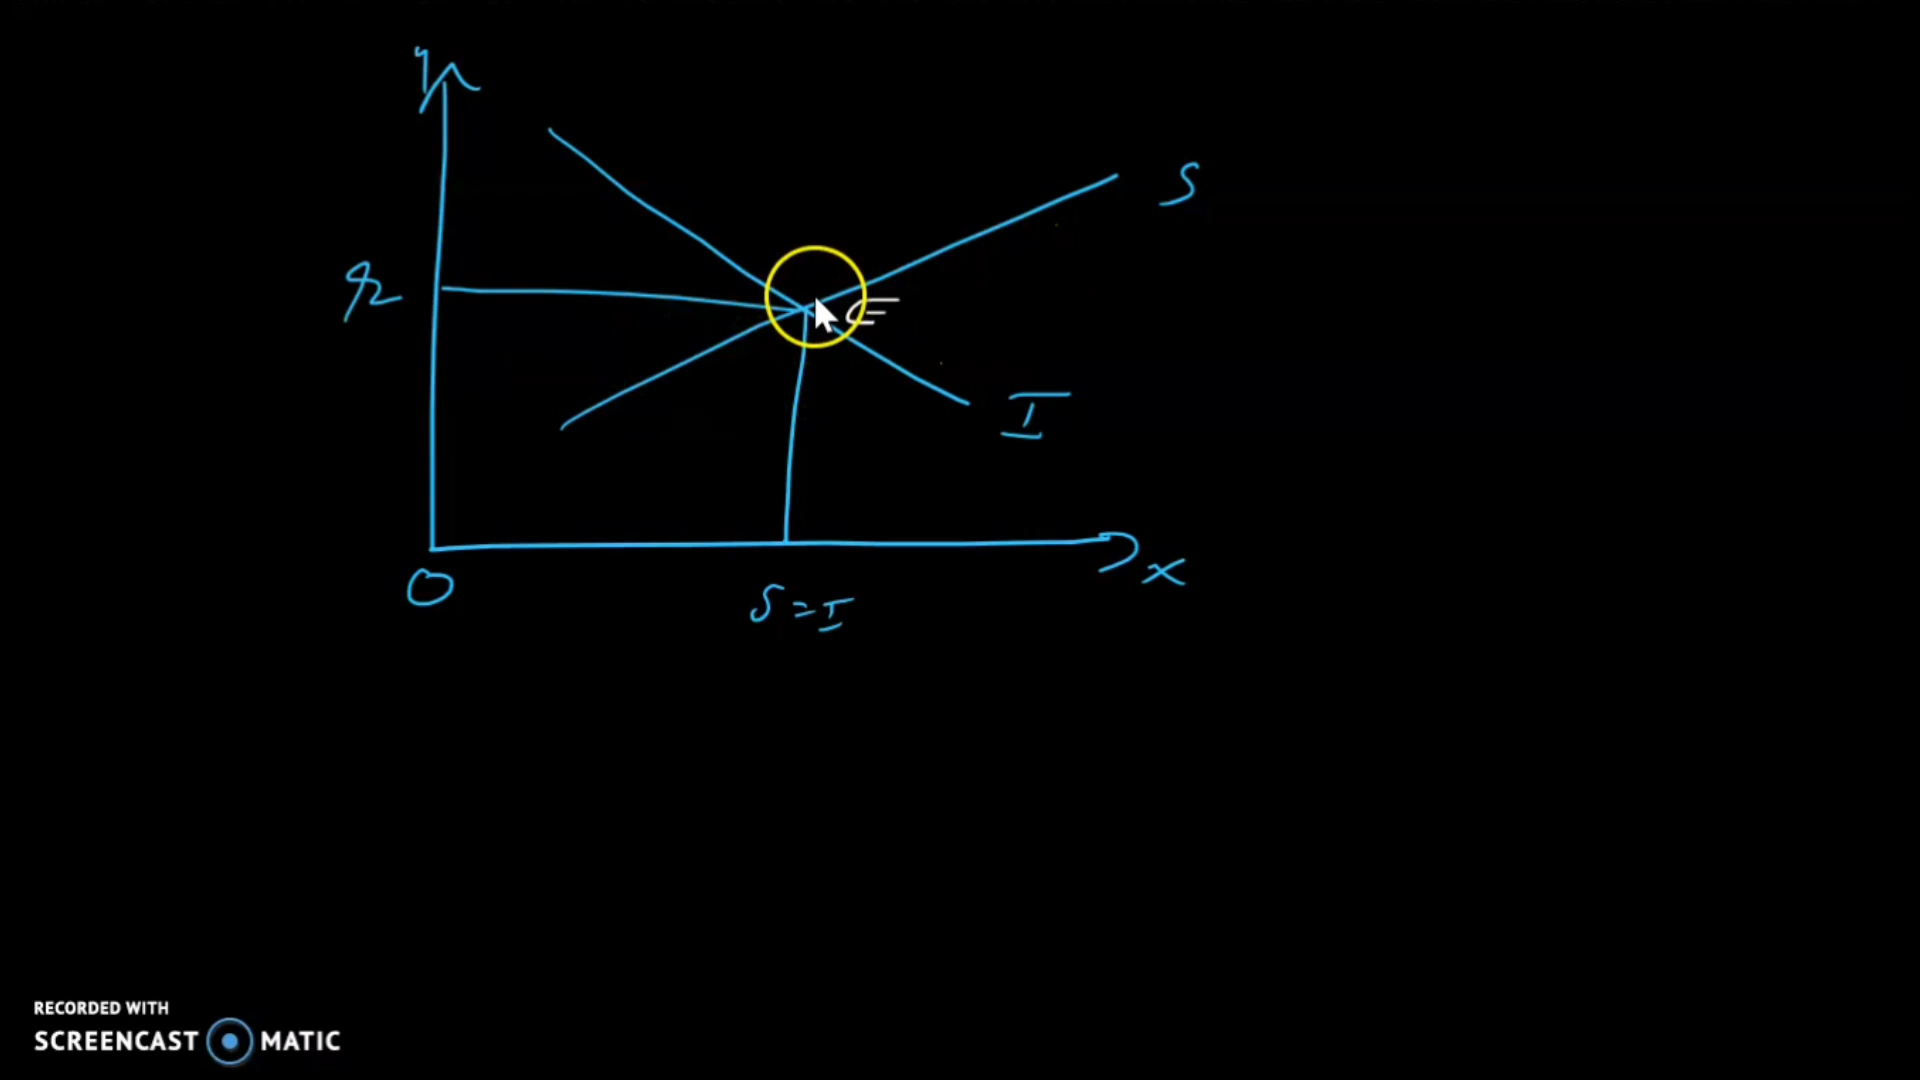 y
S
E
I
O
x
S = I
RECORDED WITH
SCREENCAST MATIC